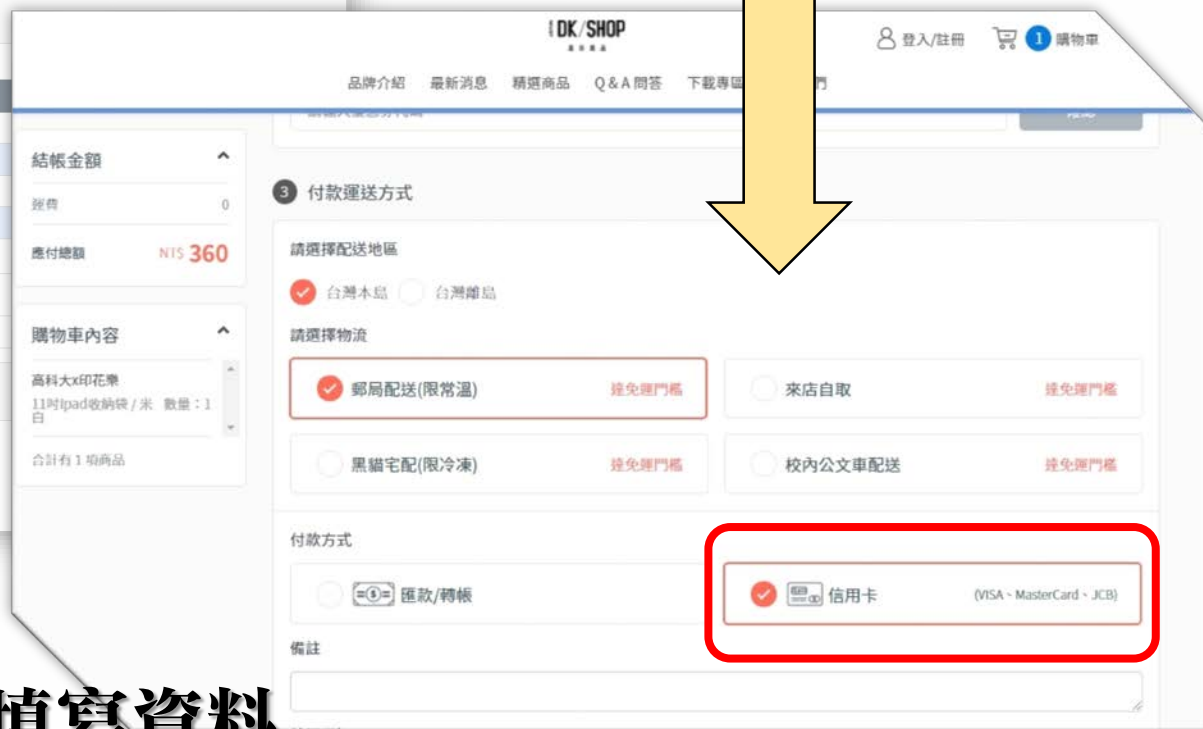 DK/SHOP
登入/註冊 1 購物車
品牌介紹 最新消息 精選商品 Q&A問答 下載專區
結帳金額
運費 0
應付總額 NT$ 360
3 付款運送方式
請選擇配送地區
台灣本島 台灣離島
請選擇物流
郵局配送(限常溫) 達免運門檻
來店自取 達免運門檻
黑貓宅配(限冷凍) 達免運門檻
校內公文車配送 達免運門檻
購物車內容
高科大x印花樂
11吋Ipad收納袋 / 米白 數量：1
合計有 1 項商品
付款方式
匯款/轉帳
信用卡 (VISA、MasterCard、JCB)
備註
填寫資料